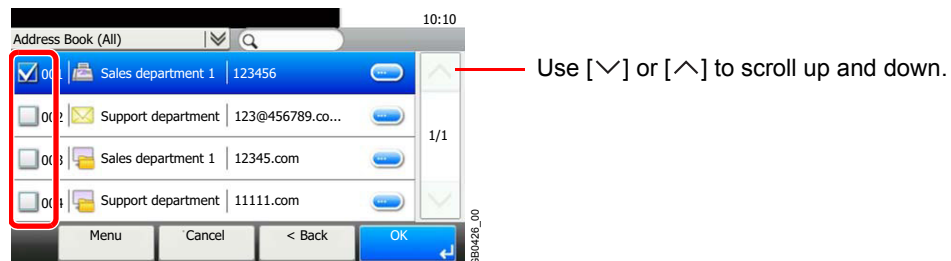 10:10
Address Book (All)
001 Sales department 1 123456
Use [∨] or [∧] to scroll up and down.
002 Support department 123@456789.co...
1/1
003 Sales department 1 12345.com
004 Support department 11111.com
Menu Cancel < Back OK
GB0426_00